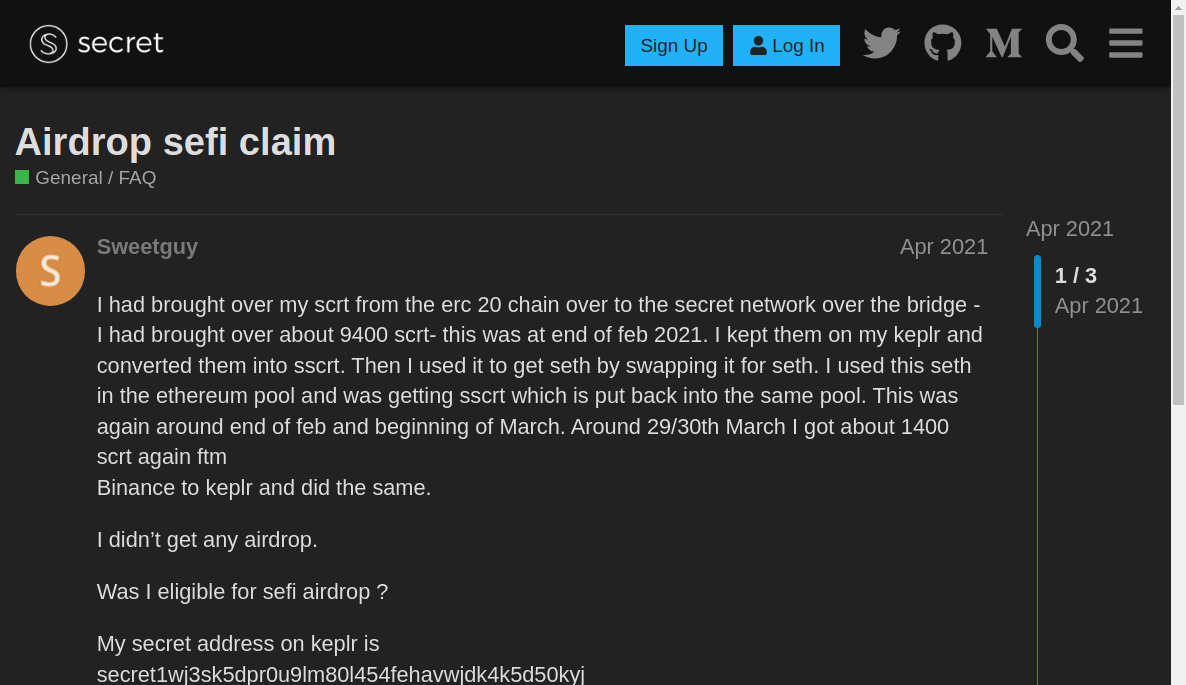 secret
Sign Up
Log In
Airdrop sefi claim
General / FAQ
Apr 2021
S
Sweetguy
Apr 2021
1 / 3
Apr 2021
I had brought over my scrt from the erc 20 chain over to the secret network over the bridge -
I had brought over about 9400 scrt- this was at end of feb 2021. I kept them on my keplr and
converted them into sscrt. Then I used it to get seth by swapping it for seth. I used this seth
in the ethereum pool and was getting sscrt which is put back into the same pool. This was
again around end of feb and beginning of March. Around 29/30th March I got about 1400
scrt again ftm
Binance to keplr and did the same.
I didn’t get any airdrop.
Was I eligible for sefi airdrop ?
My secret address on keplr is
secret1wj3sk5dpr0u9lm80l454fehavwjdk4k5d50kyj